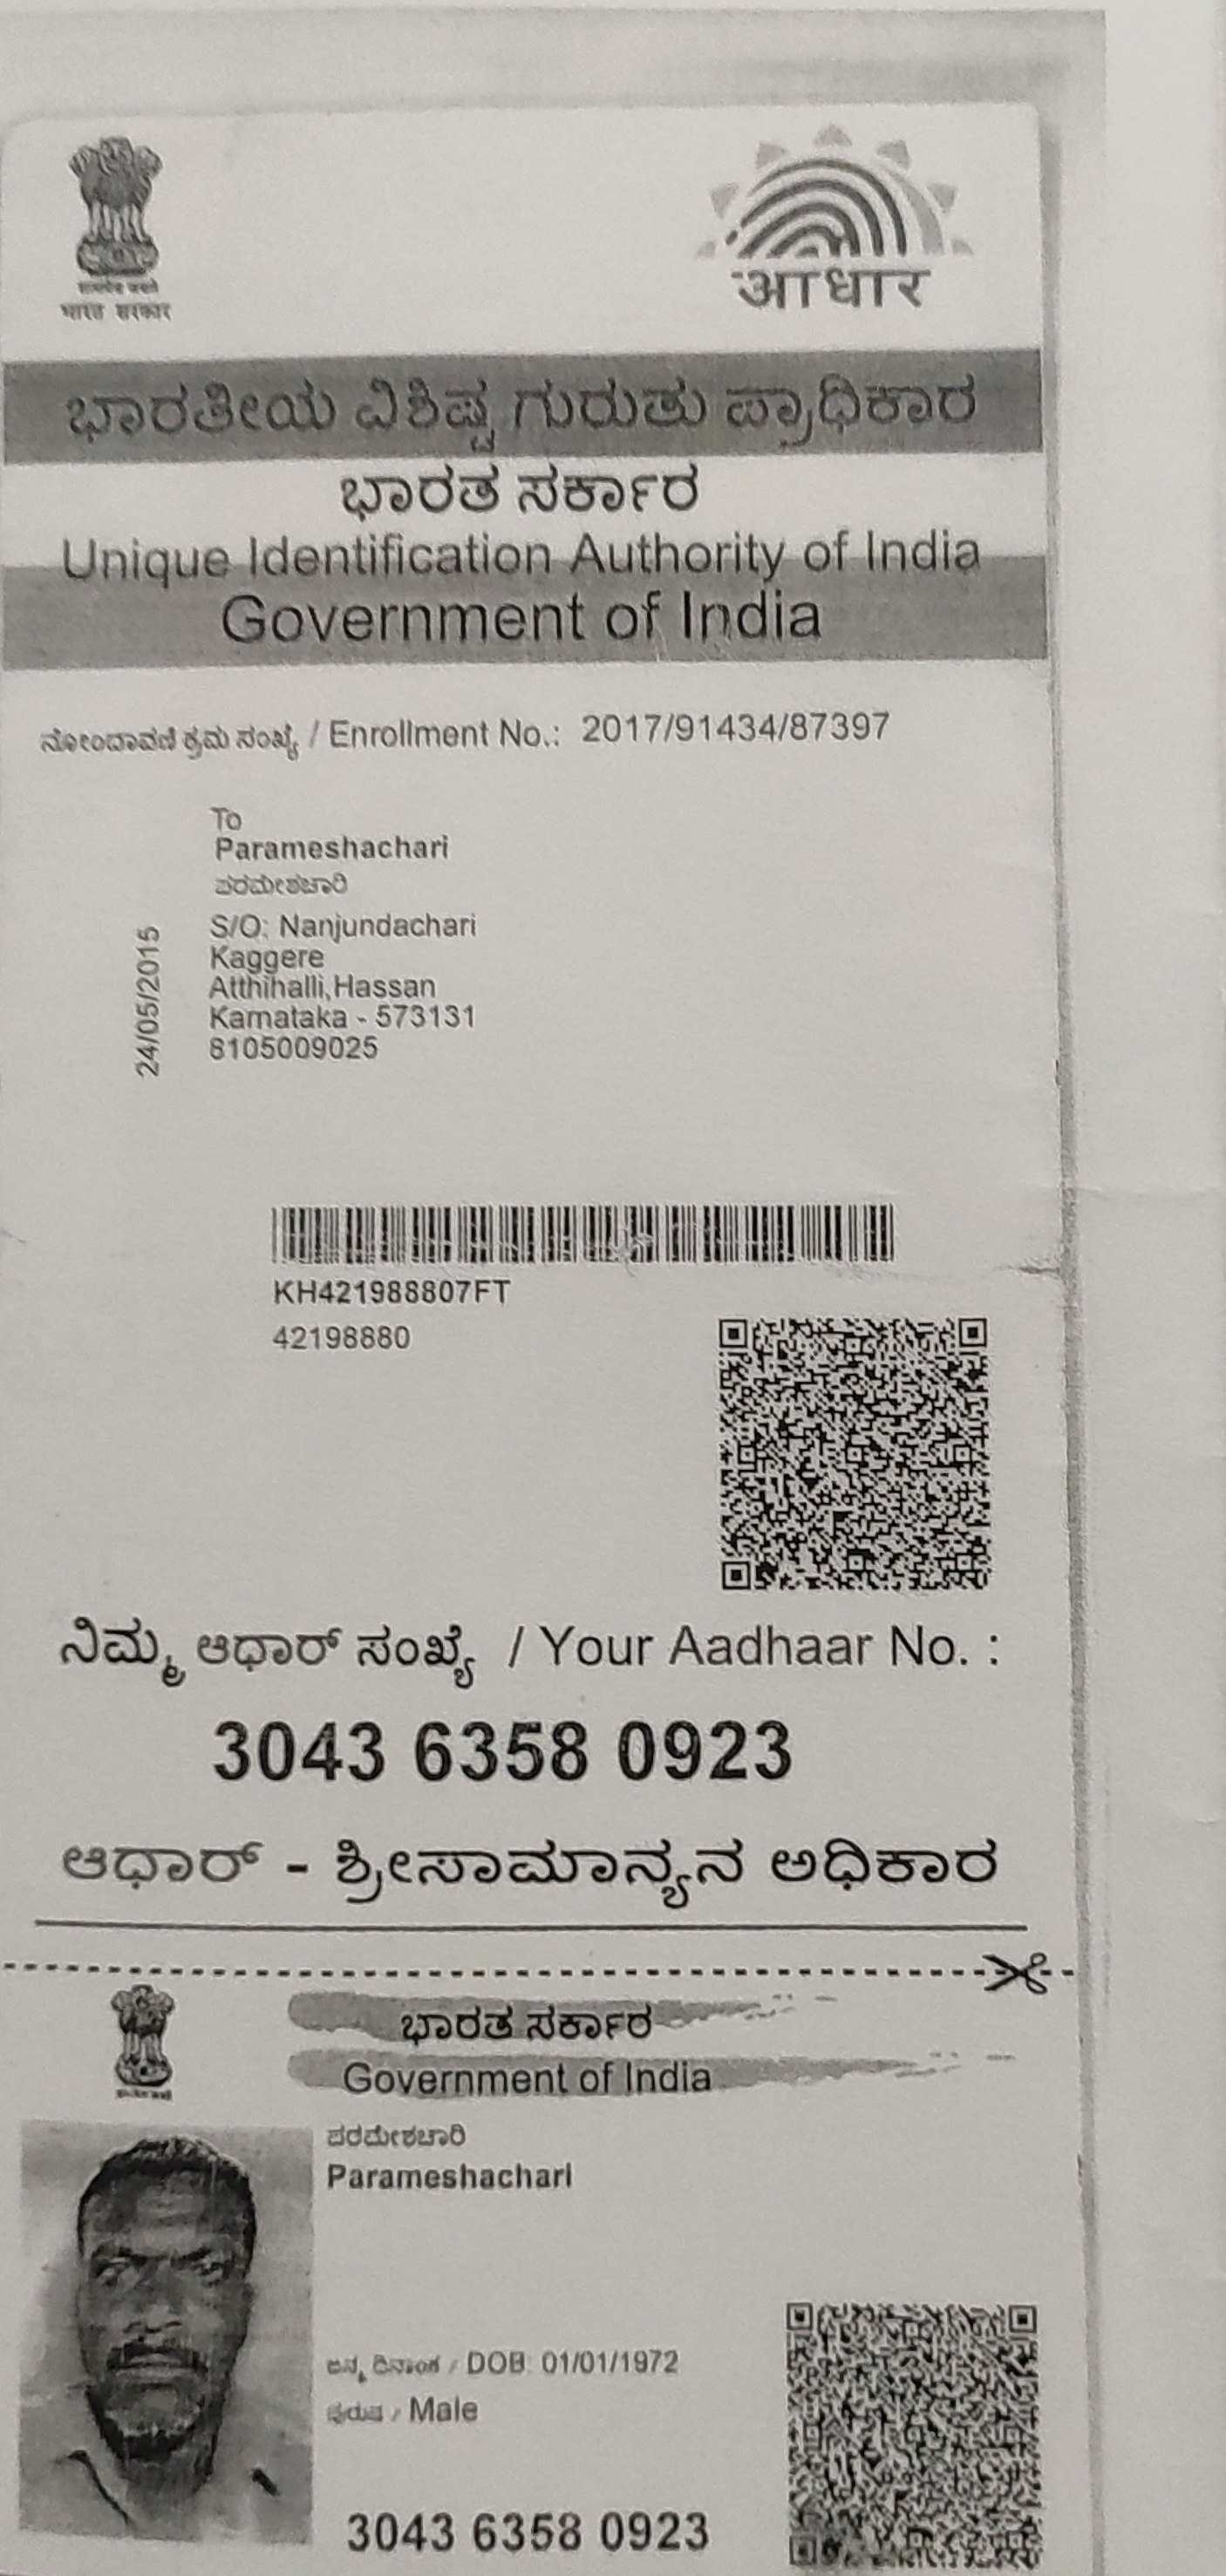 भारत सरकार
आधार
ಭಾರತೀಯ ವಿಶಿಷ್ಟ ಗುರುತು ಪ್ರಾಧಿಕಾರ
ಭಾರತ ಸರ್ಕಾರ
Unique Identification Authority of India
Government of India
ನೋಂದಾವಣಿ ಕ್ರಮ ಸಂಖ್ಯೆ / Enrollment No.: 2017/91434/87397
To
Parameshachari
ಪರಮೇಶಚಾರಿ
S/O: Nanjundachari
Kaggere
Atthihalli,Hassan
Karnataka - 573131
8105009025
24/05/2015
KH421988807FT
42198880
ನಿಮ್ಮ ಆಧಾರ್ ಸಂಖ್ಯೆ / Your Aadhaar No. :
3043 6358 0923
ಆಧಾರ್ - ಶ್ರೀಸಾಮಾನ್ಯನ ಅಧಿಕಾರ
ಭಾರತ ಸರ್ಕಾರ
Government of India
ಪರಮೇಶಚಾರಿ
Parameshachari
ಜನ್ಮ ದಿನಾಂಕ / DOB: 01/01/1972
ಪುರುಷ / Male
3043 6358 0923